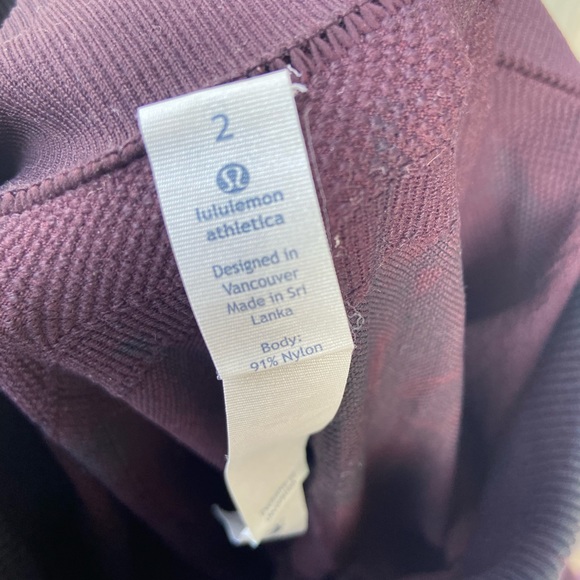 2
lululemon
athletica
Designed in
Vancouver
Made in Sri
Lanka
Body:
91% Nylon